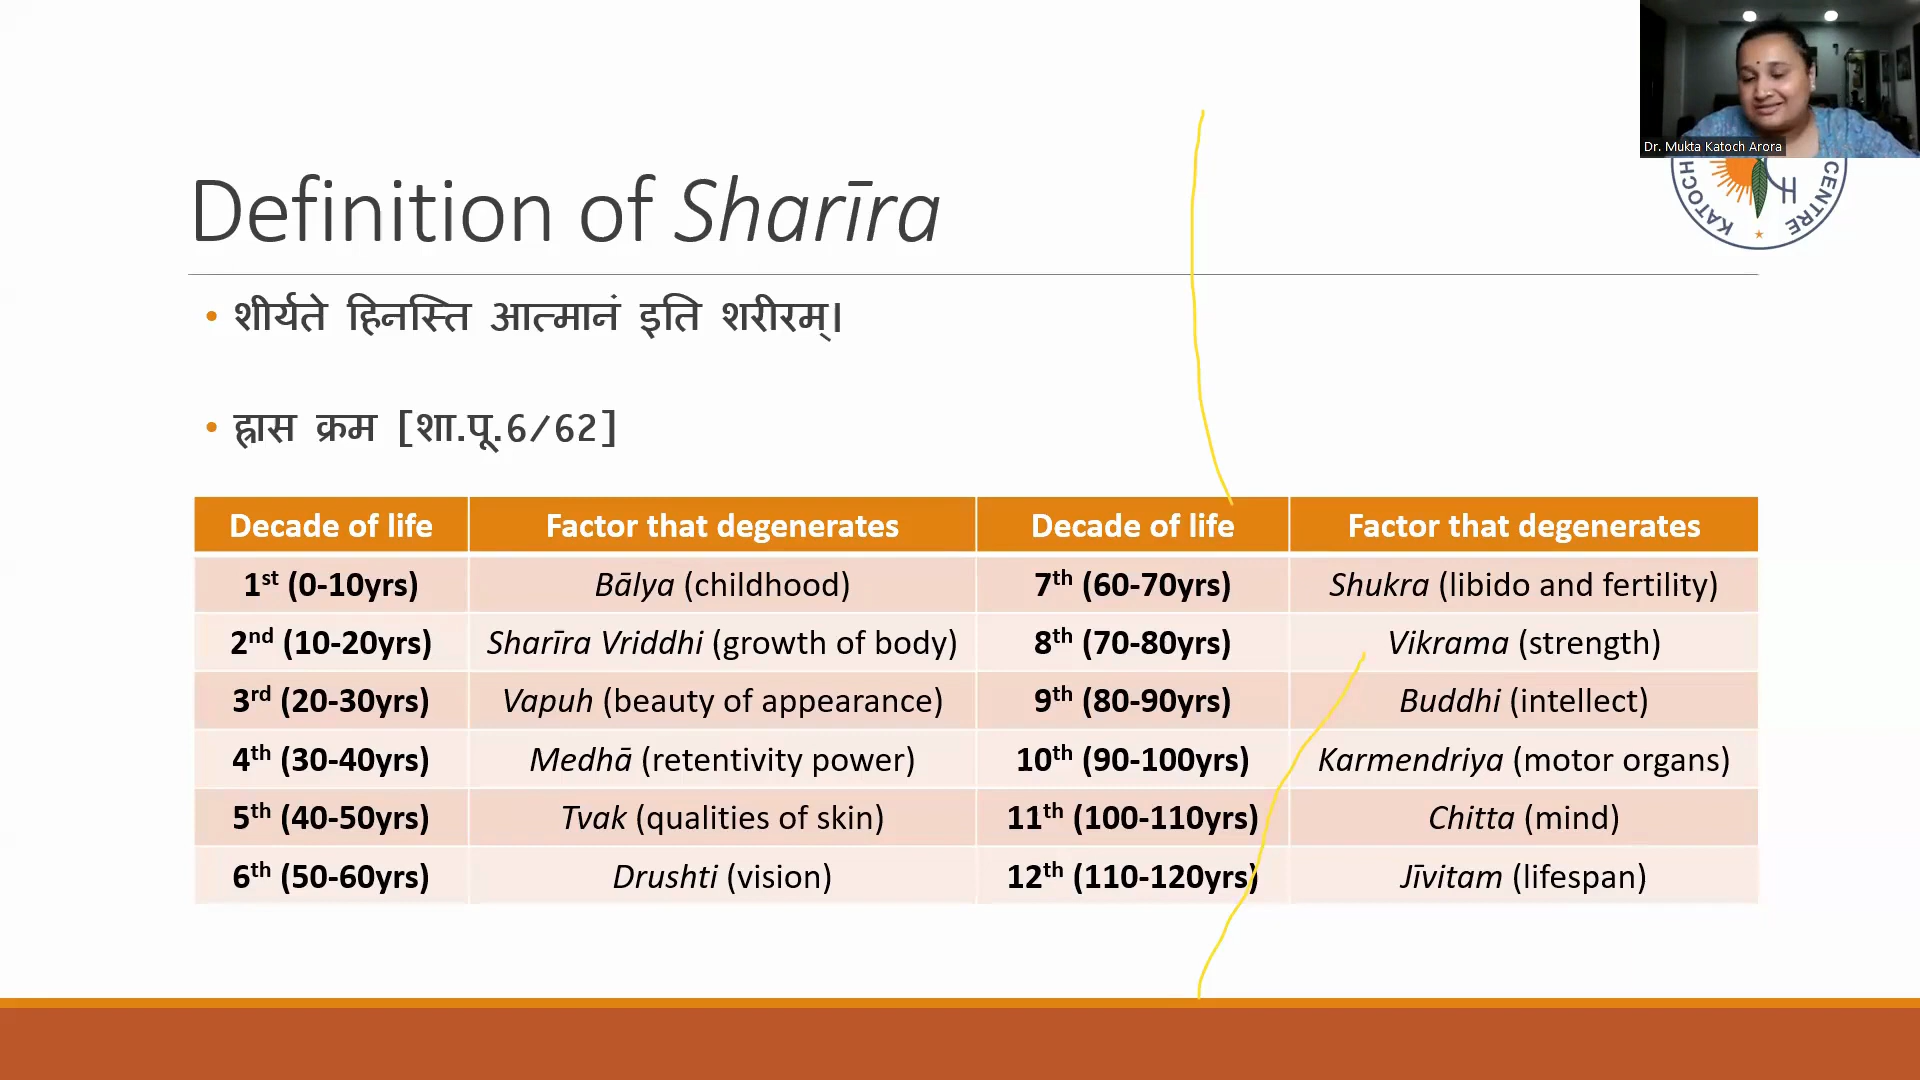 Dr. Mukta Katoch Arora
KATOCH CENTRE
H
Definition of Sharīra
• शीर्यते हिनस्ति आत्मानं इति शरीरम्।
• ह्रास क्रम [शा.पू.6/62]
Decade of life Factor that degenerates Decade of life Factor that degenerates
1st (0-10yrs) Bālya (childhood) 7th (60-70yrs) Shukra (libido and fertility)
2nd (10-20yrs) Sharīra Vriddhi (growth of body) 8th (70-80yrs) Vikrama (strength)
3rd (20-30yrs) Vapuh (beauty of appearance) 9th (80-90yrs) Buddhi (intellect)
4th (30-40yrs) Medhā (retentivity power) 10th (90-100yrs) Karmendriya (motor organs)
5th (40-50yrs) Tvak (qualities of skin) 11th (100-110yrs) Chitta (mind)
6th (50-60yrs) Drushti (vision) 12th (110-120yrs) Jīvitam (lifespan)